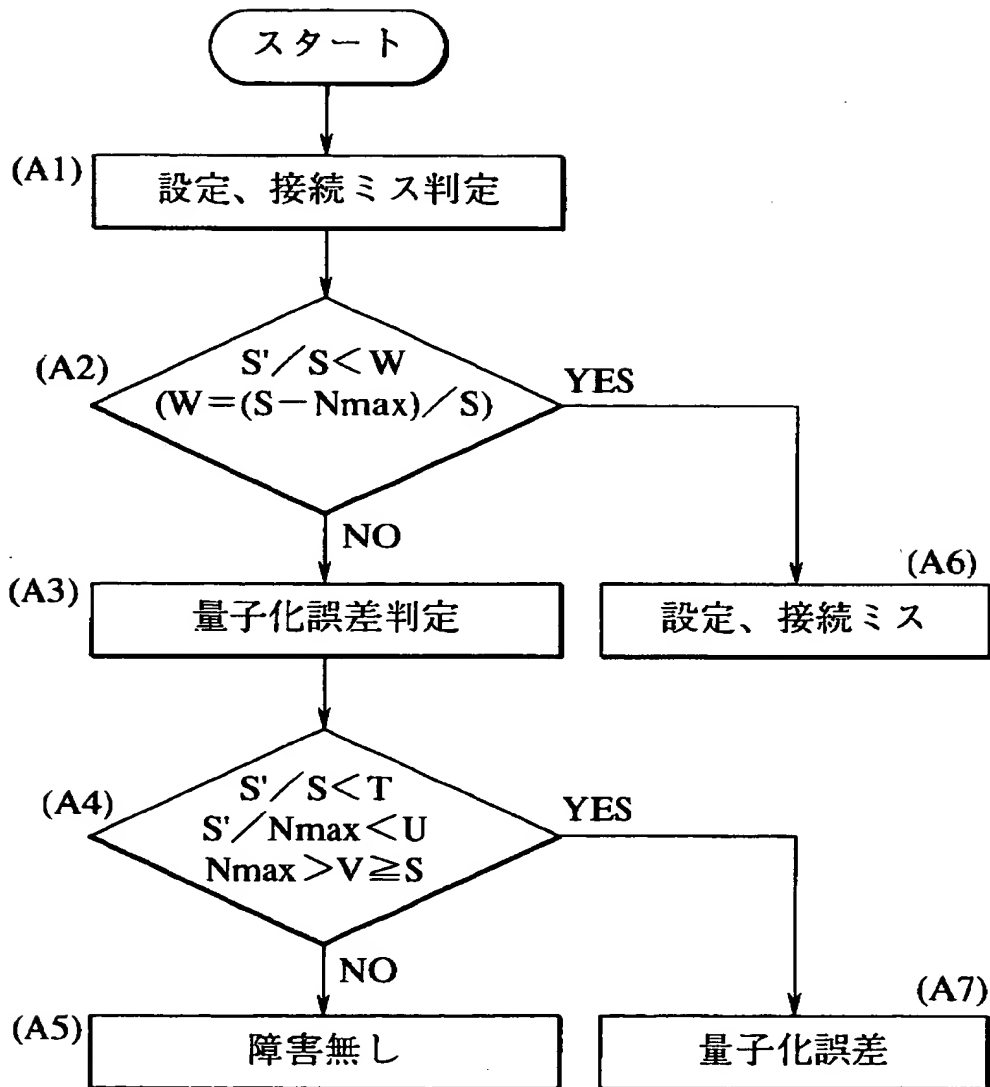 スタート
(A1)
設定、接続ミス判定
(A2)
S'／S＜W
(W＝(S－Nmax)／S)
YES
NO
(A3)
量子化誤差判定
(A6)
設定、接続ミス
(A4)
S'／S＜T
S'／Nmax＜U
Nmax＞V≧S
YES
NO
(A5)
障害無し
(A7)
量子化誤差